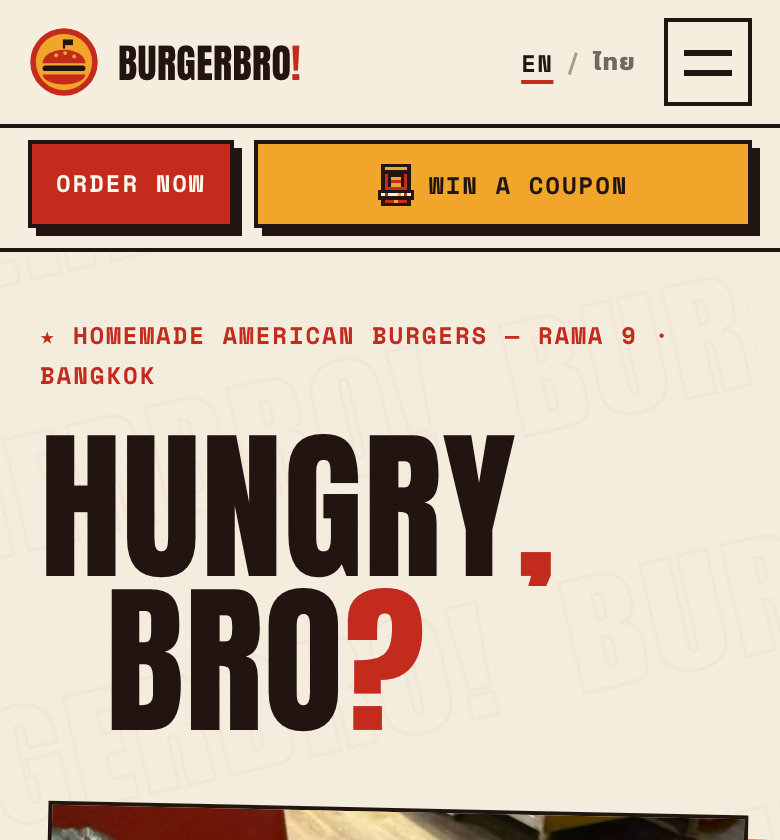 BURGERBRO!
EN / ไทย
ORDER NOW
WIN A COUPON
★ HOMEMADE AMERICAN BURGERS — RAMA 9 ·
BANGKOK
HUNGRY,
BRO?